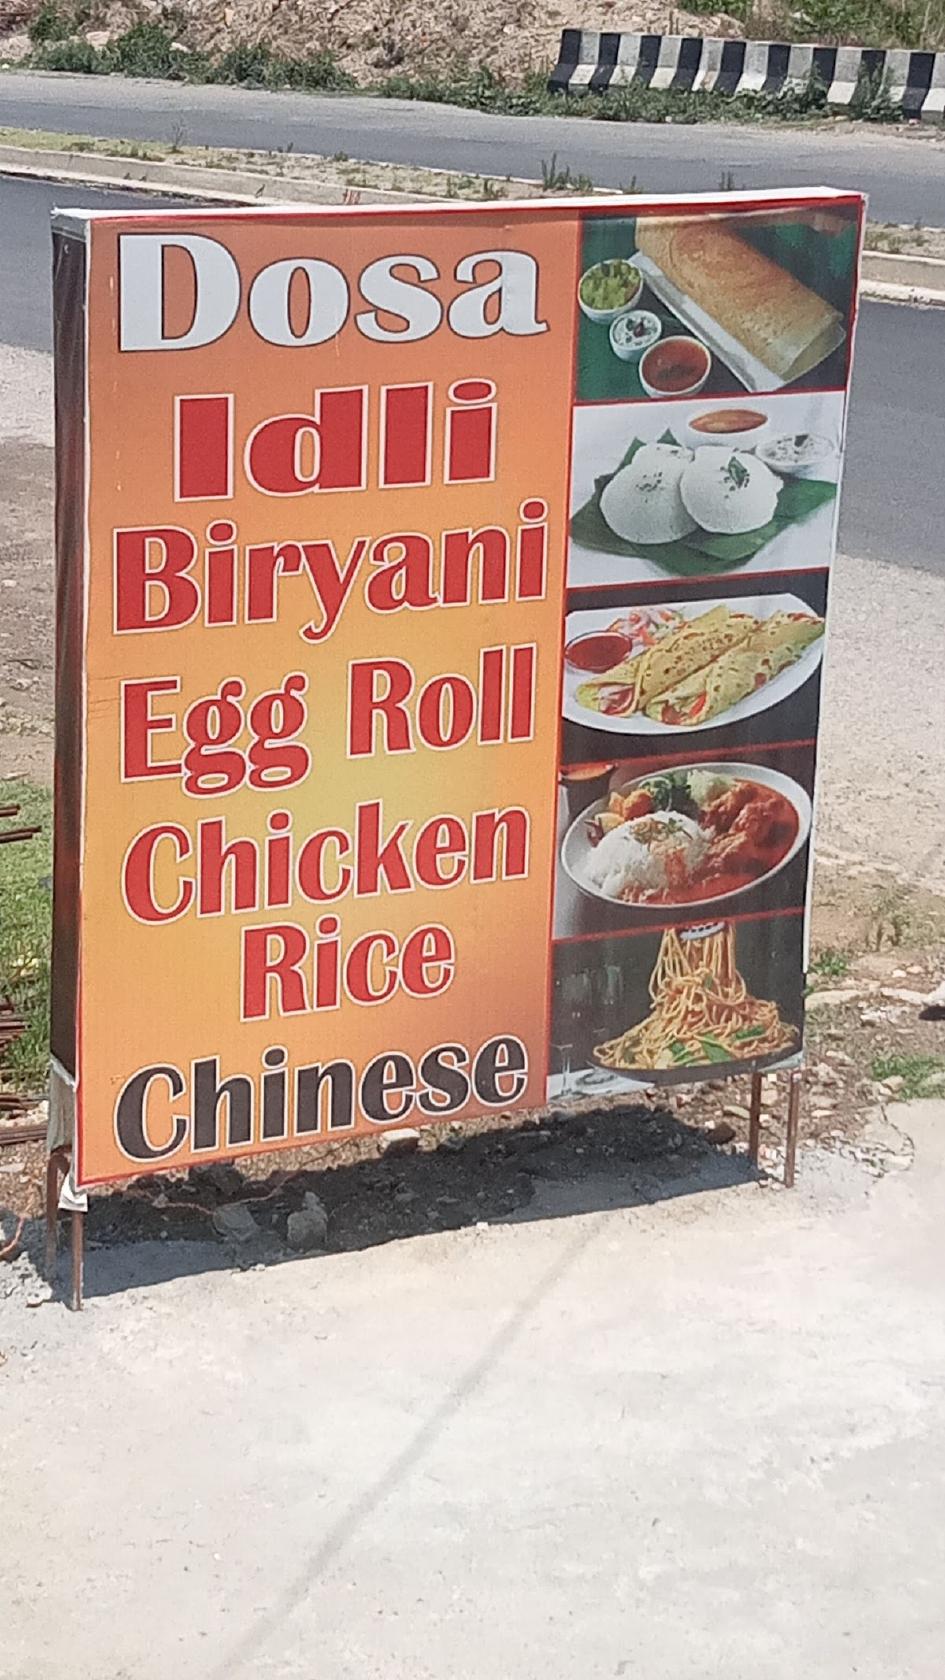 Dosa
Idli
Biryani
Egg Roll
Chicken
Rice
Chinese